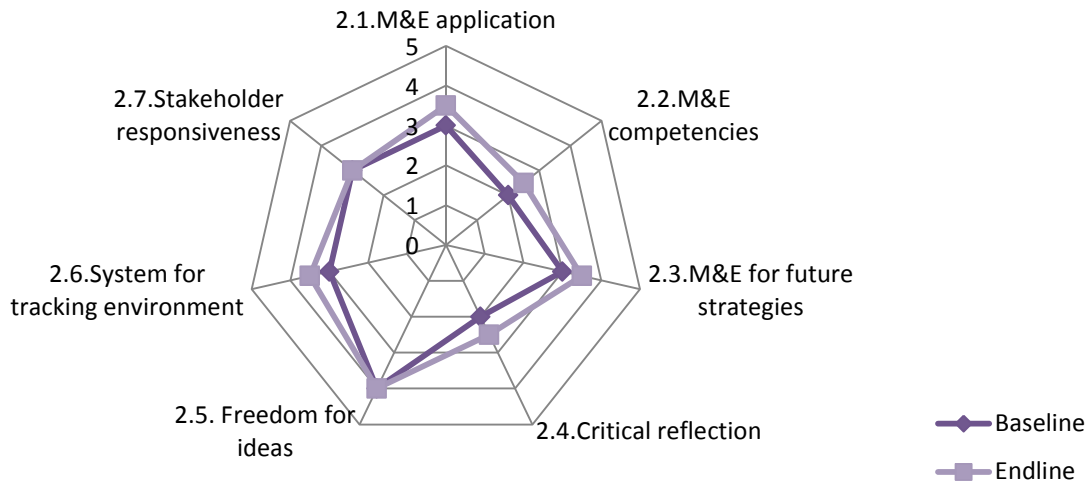 2.1.M&E application
5
4
3
2
1
0
2.2.M&E
competencies
2.3.M&E for future
strategies
2.4.Critical reflection
2.5. Freedom for
ideas
2.6.System for
tracking environment
2.7.Stakeholder
responsiveness
Baseline
Endline